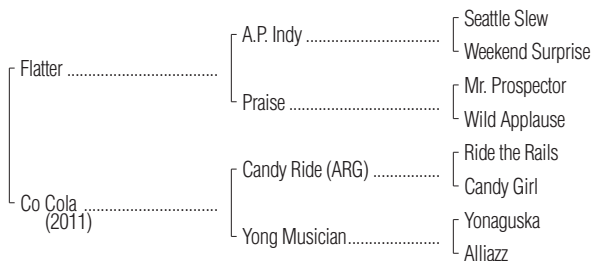 Seattle Slew
A.P. Indy ................................
Weekend Surprise
Flatter ....................................
Mr. Prospector
Praise ....................................
Wild Applause
Ride the Rails
Candy Ride (ARG) ................
Candy Girl
Co Cola ................................
(2011)
Yonaguska
Yong Musician......................
Alliazz